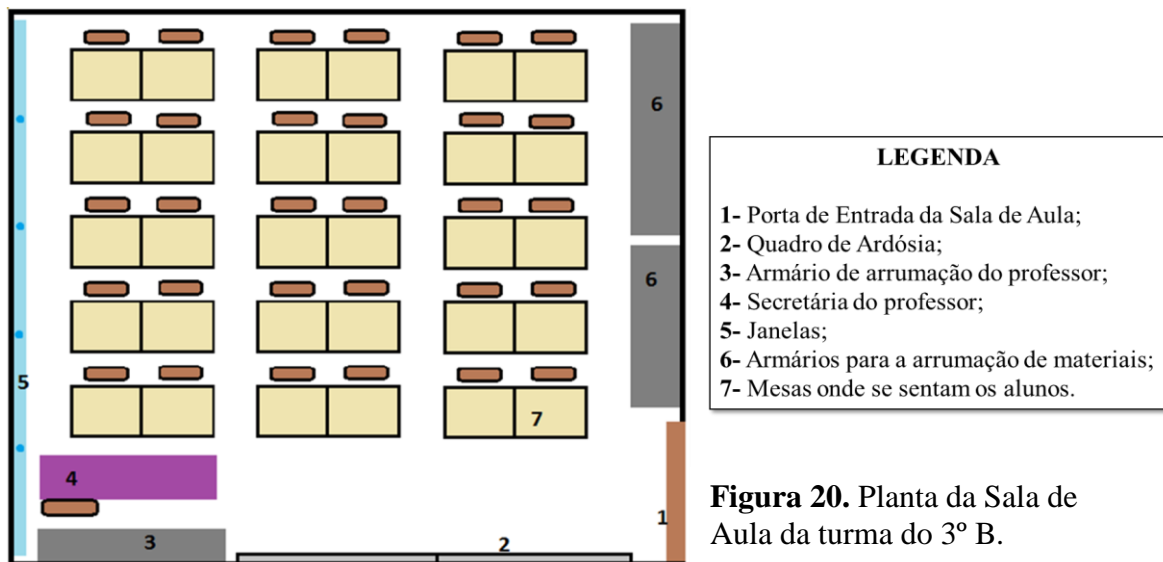 6
6
5
7
4
3
2
1
LEGENDA
1- Porta de Entrada da Sala de Aula;
2- Quadro de Ardósia;
3- Armário de arrumação do professor;
4- Secretária do professor;
5- Janelas;
6- Armários para a arrumação de materiais;
7- Mesas onde se sentam os alunos.
Figura 20. Planta da Sala de
Aula da turma do 3º B.